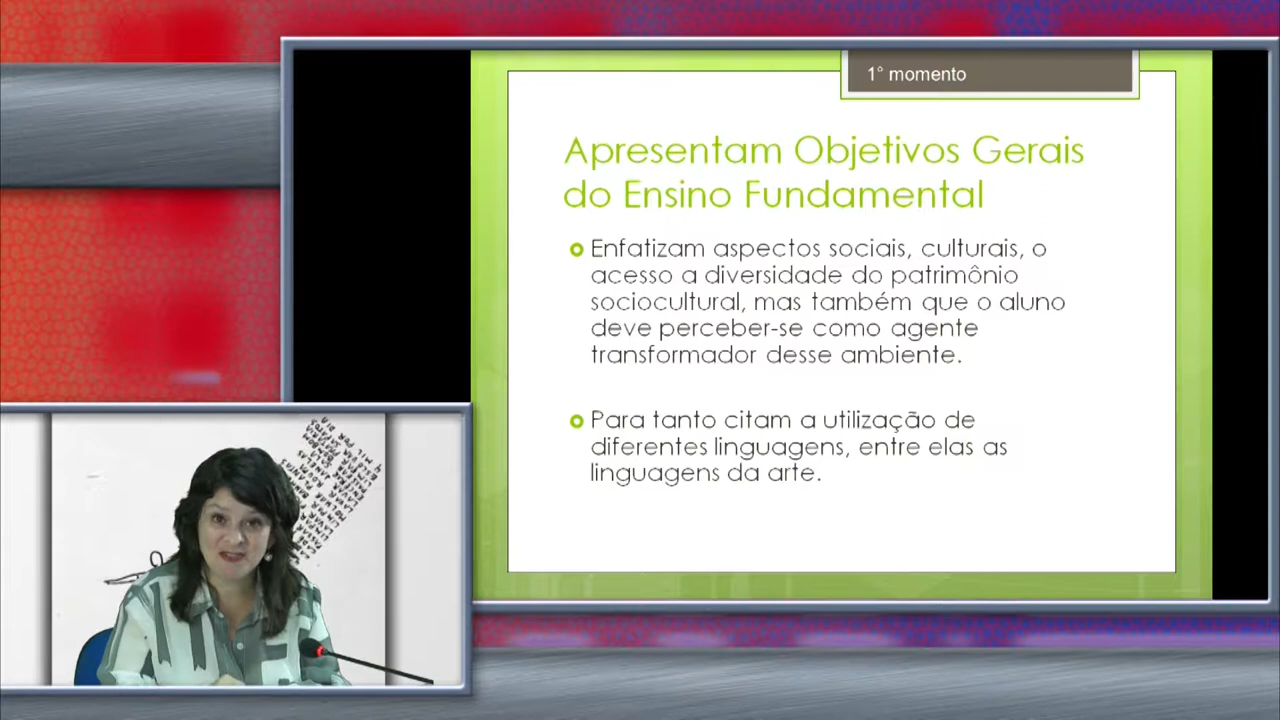 1° momento
Apresentam Objetivos Gerais
do Ensino Fundamental
Enfatizam aspectos sociais, culturais, o
acesso a diversidade do patrimônio
sociocultural, mas também que o aluno
deve perceber-se como agente
transformador desse ambiente.
Para tanto citam a utilização de
diferentes linguagens, entre elas as
linguagens da arte.